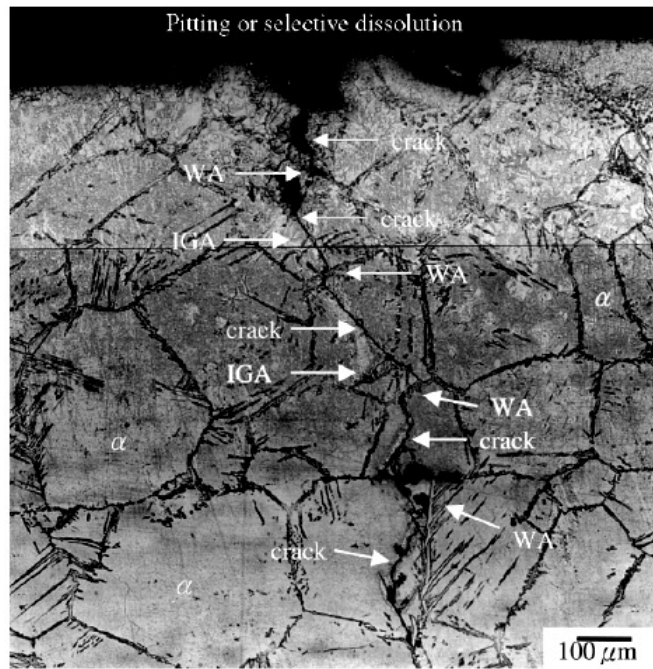 Pitting or selective dissolution
crack
WA
crack
IGA
WA
α
crack
IGA
WA
α
crack
WA
crack
α
100 μm